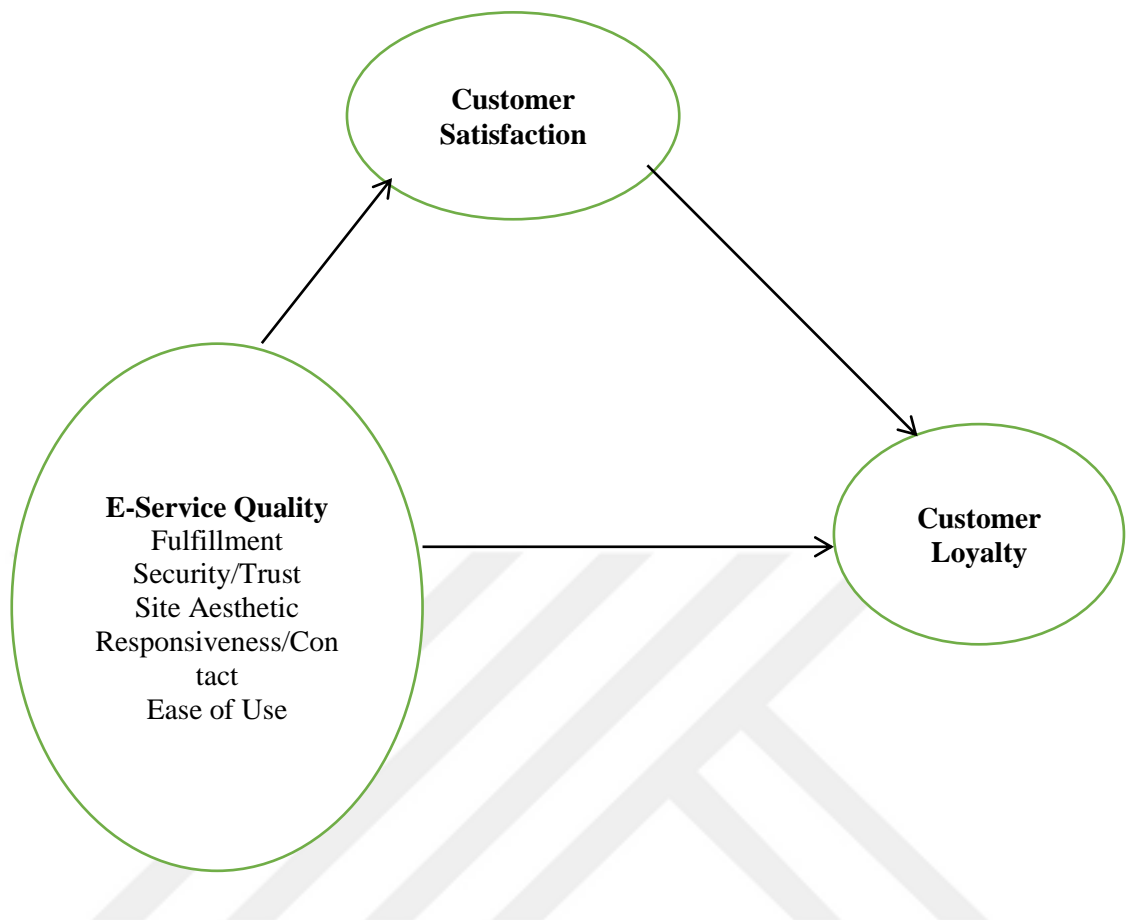 Customer
Satisfaction
E-Service Quality
Fulfillment
Security/Trust
Site Aesthetic
Responsiveness/Con
tact
Ease of Use
Customer
Loyalty